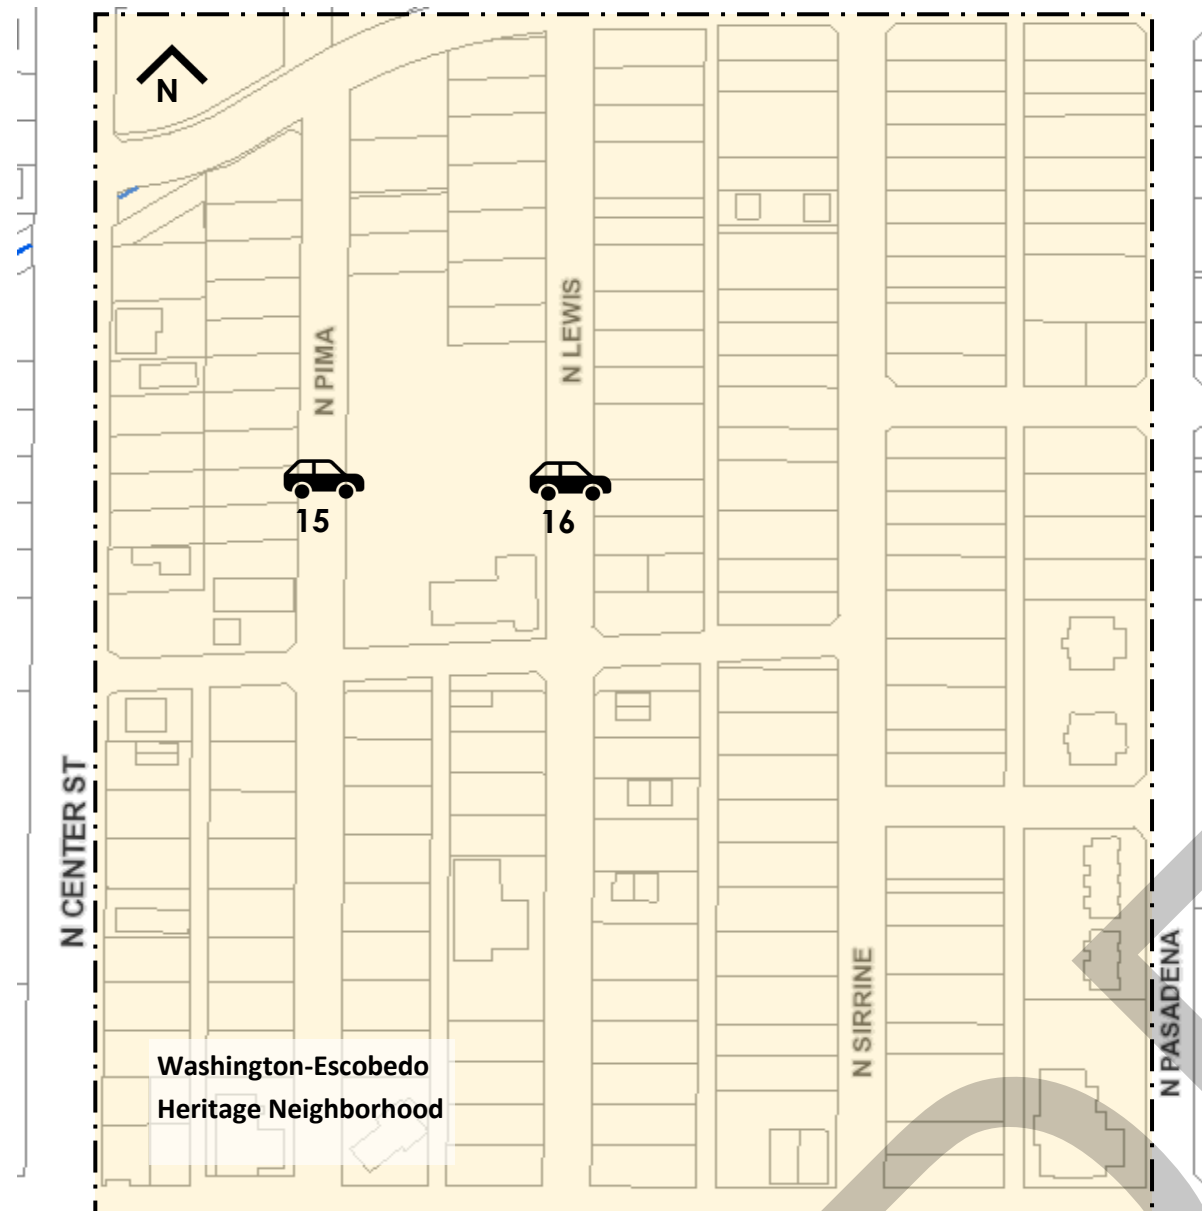 N
N PIMA
N LEWIS
15
16
N CENTER ST
N SIRRINE
N PASADENA
Washington-Escobedo
Heritage Neighborhood